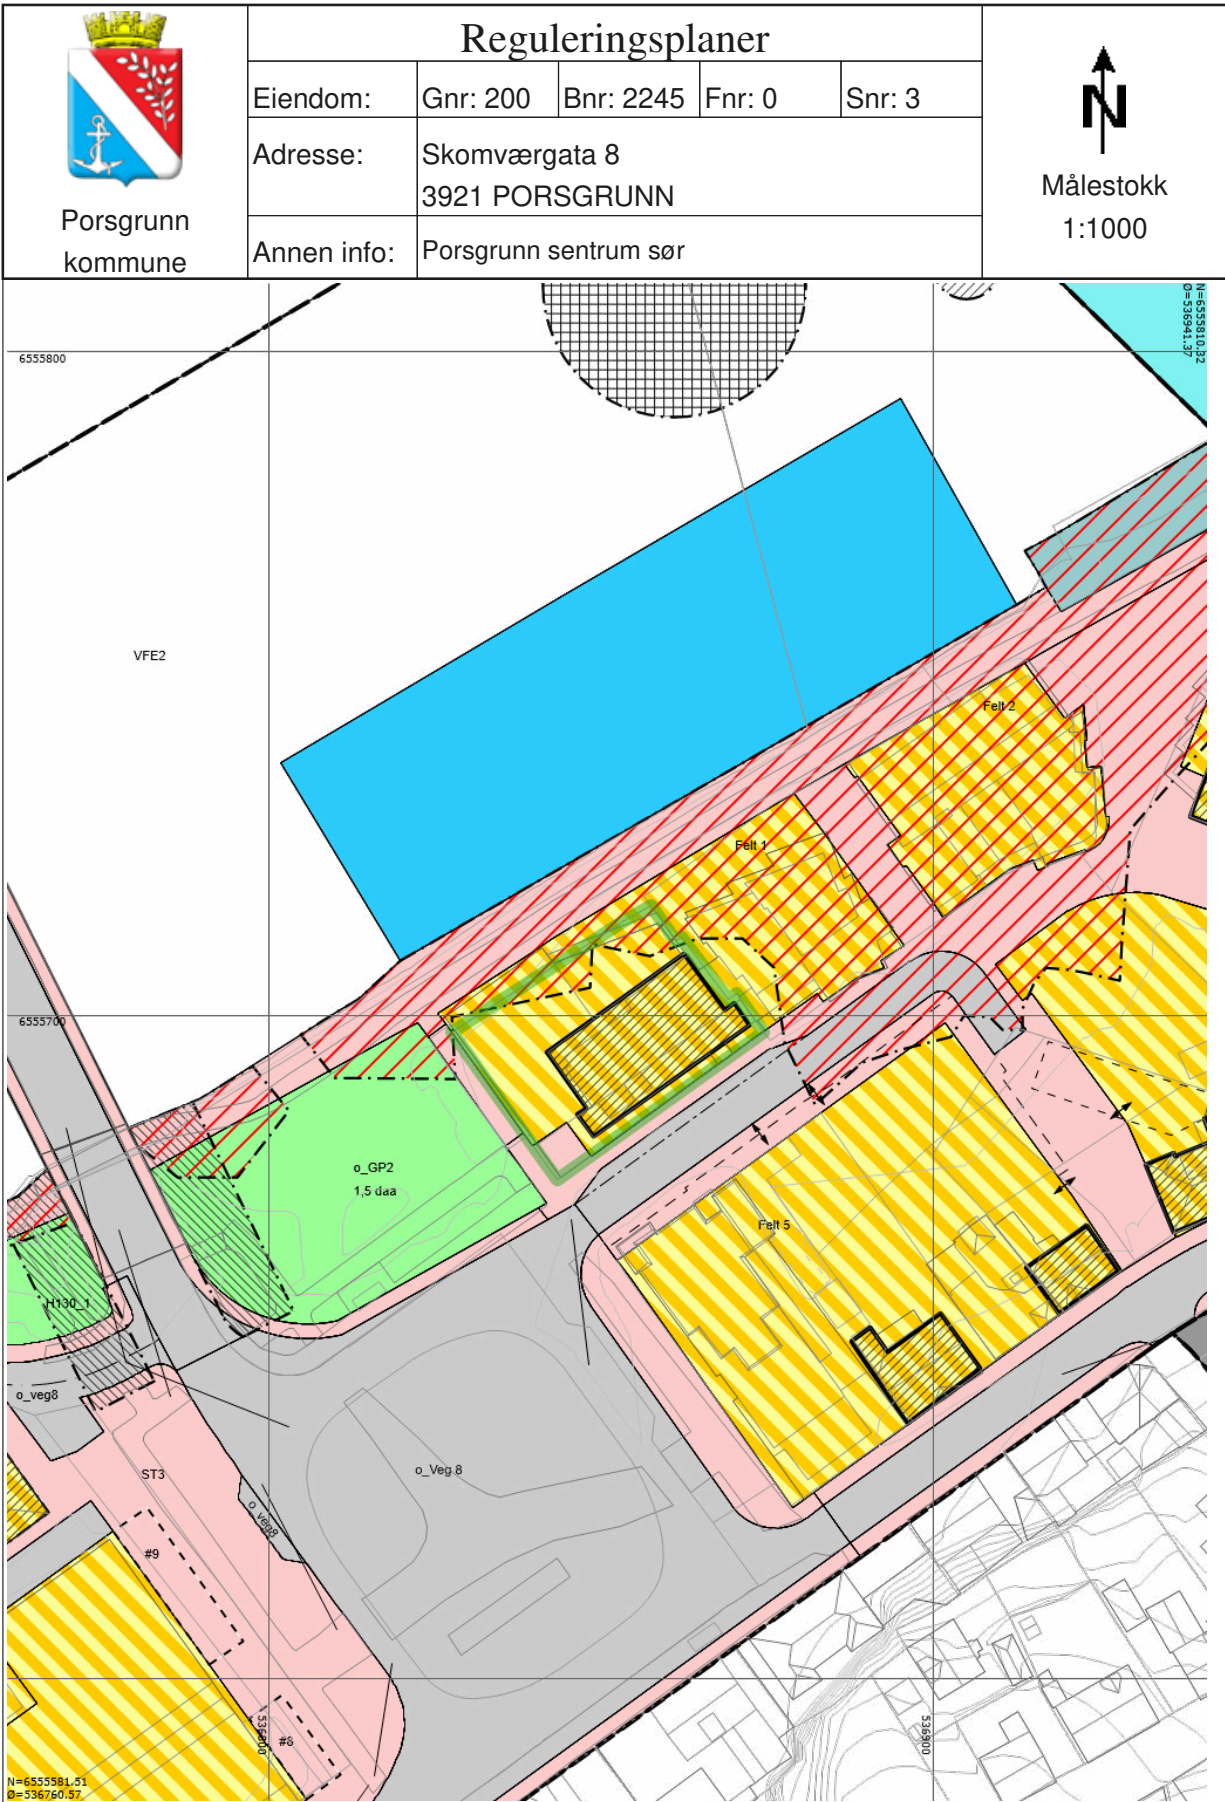 Reguleringsplaner
Porsgrunn
kommune
Eiendom:
Gnr: 200
Bnr: 2245
Fnr: 0
Snr: 3
Adresse:
Skomværgata 8
3921 PORSGRUNN
Annen info:
Porsgrunn sentrum sør
N
Målestokk
1:1000
N=6555810.32
Ø=536941.37
6555800
VFE2
Felt 2
Felt 1
6555700
o_GP2
1,5 daa
Felt 5
H130_1
o_veg8
ST3
o_Veg 8
o_veg8
#9
#8
536800
536900
N=6555581.51
Ø=536760.57